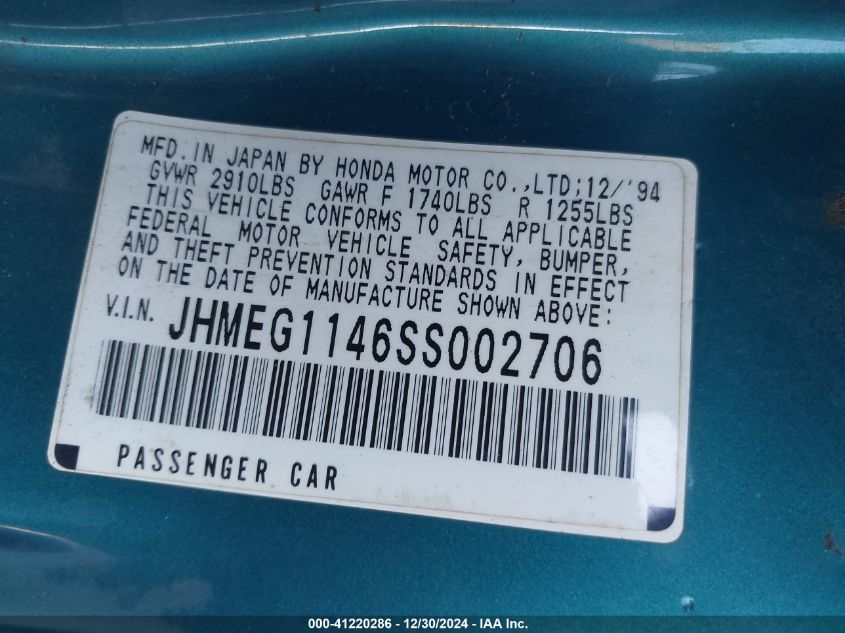 MFD. IN JAPAN BY HONDA MOTOR CO.,LTD;12/'94
GVWR 2910LBS GAWR F 1740LBS R 1255LBS
THIS VEHICLE CONFORMS TO ALL APPLICABLE
FEDERAL MOTOR VEHICLE SAFETY, BUMPER,
AND THEFT PREVENTION STANDARDS IN EFFECT
ON THE DATE OF MANUFACTURE SHOWN ABOVE:
V.I.N. JHMEG1146SS002706
PASSENGER CAR
000-41220286 - 12/30/2024 - IAA Inc.